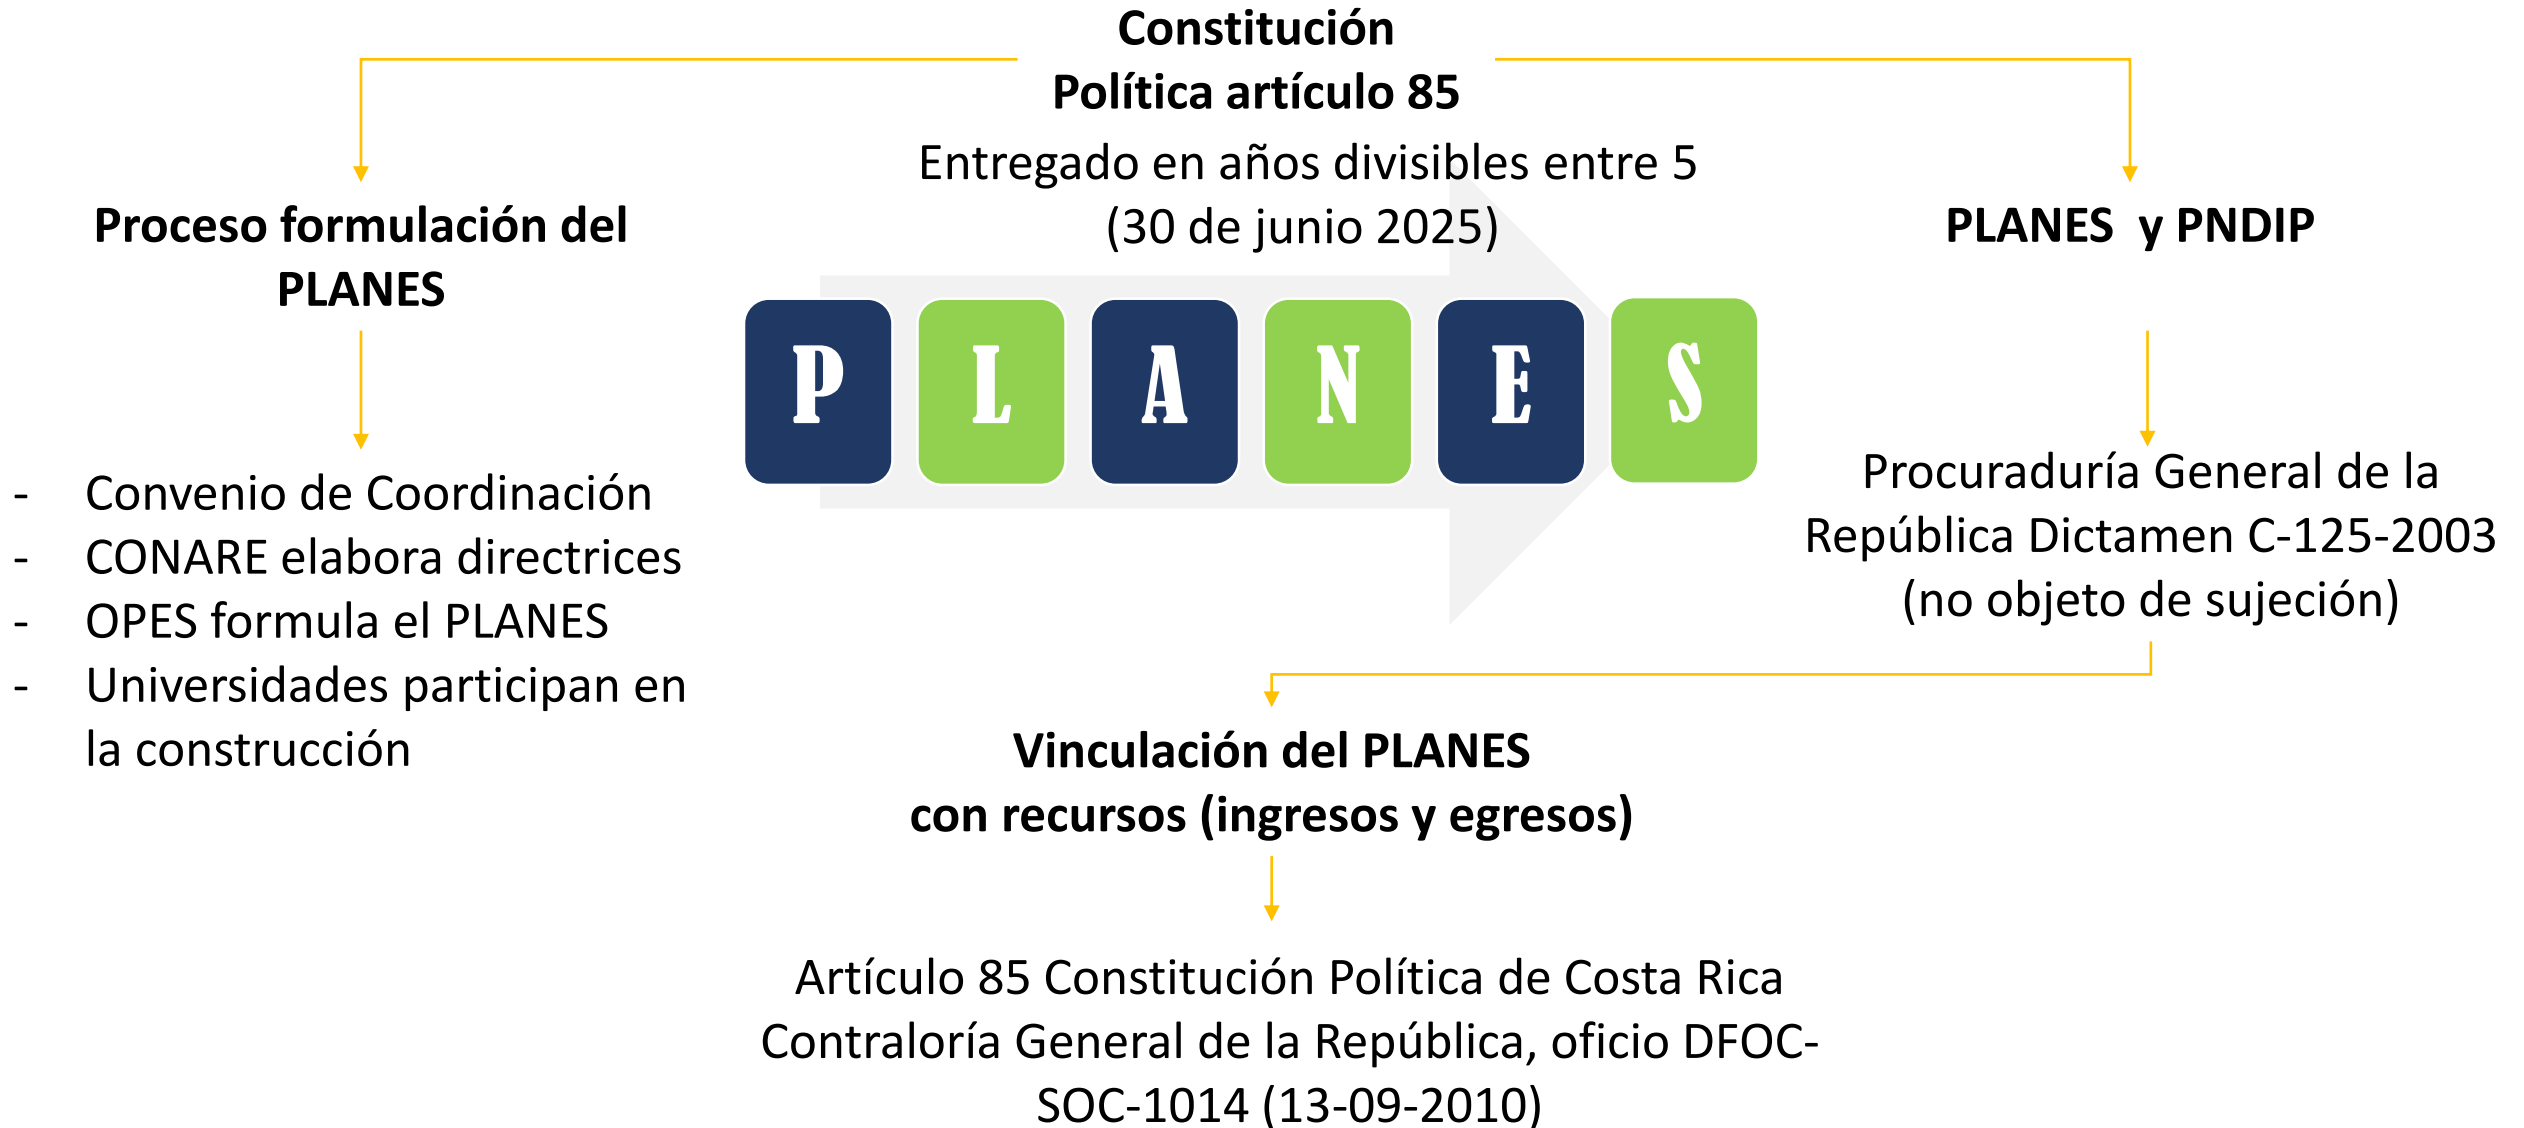 Constitución
Política artículo 85
Entregado en años divisibles entre 5
(30 de junio 2025)
P L A N E S
Proceso formulación del
PLANES
- Convenio de Coordinación
- CONARE elabora directrices
- OPES formula el PLANES
- Universidades participan en
la construcción
PLANES y PNDIP
Procuraduría General de la
República Dictamen C-125-2003
(no objeto de sujeción)
Vinculación del PLANES
con recursos (ingresos y egresos)
Artículo 85 Constitución Política de Costa Rica
Contraloría General de la República, oficio DFOC-
SOC-1014 (13-09-2010)